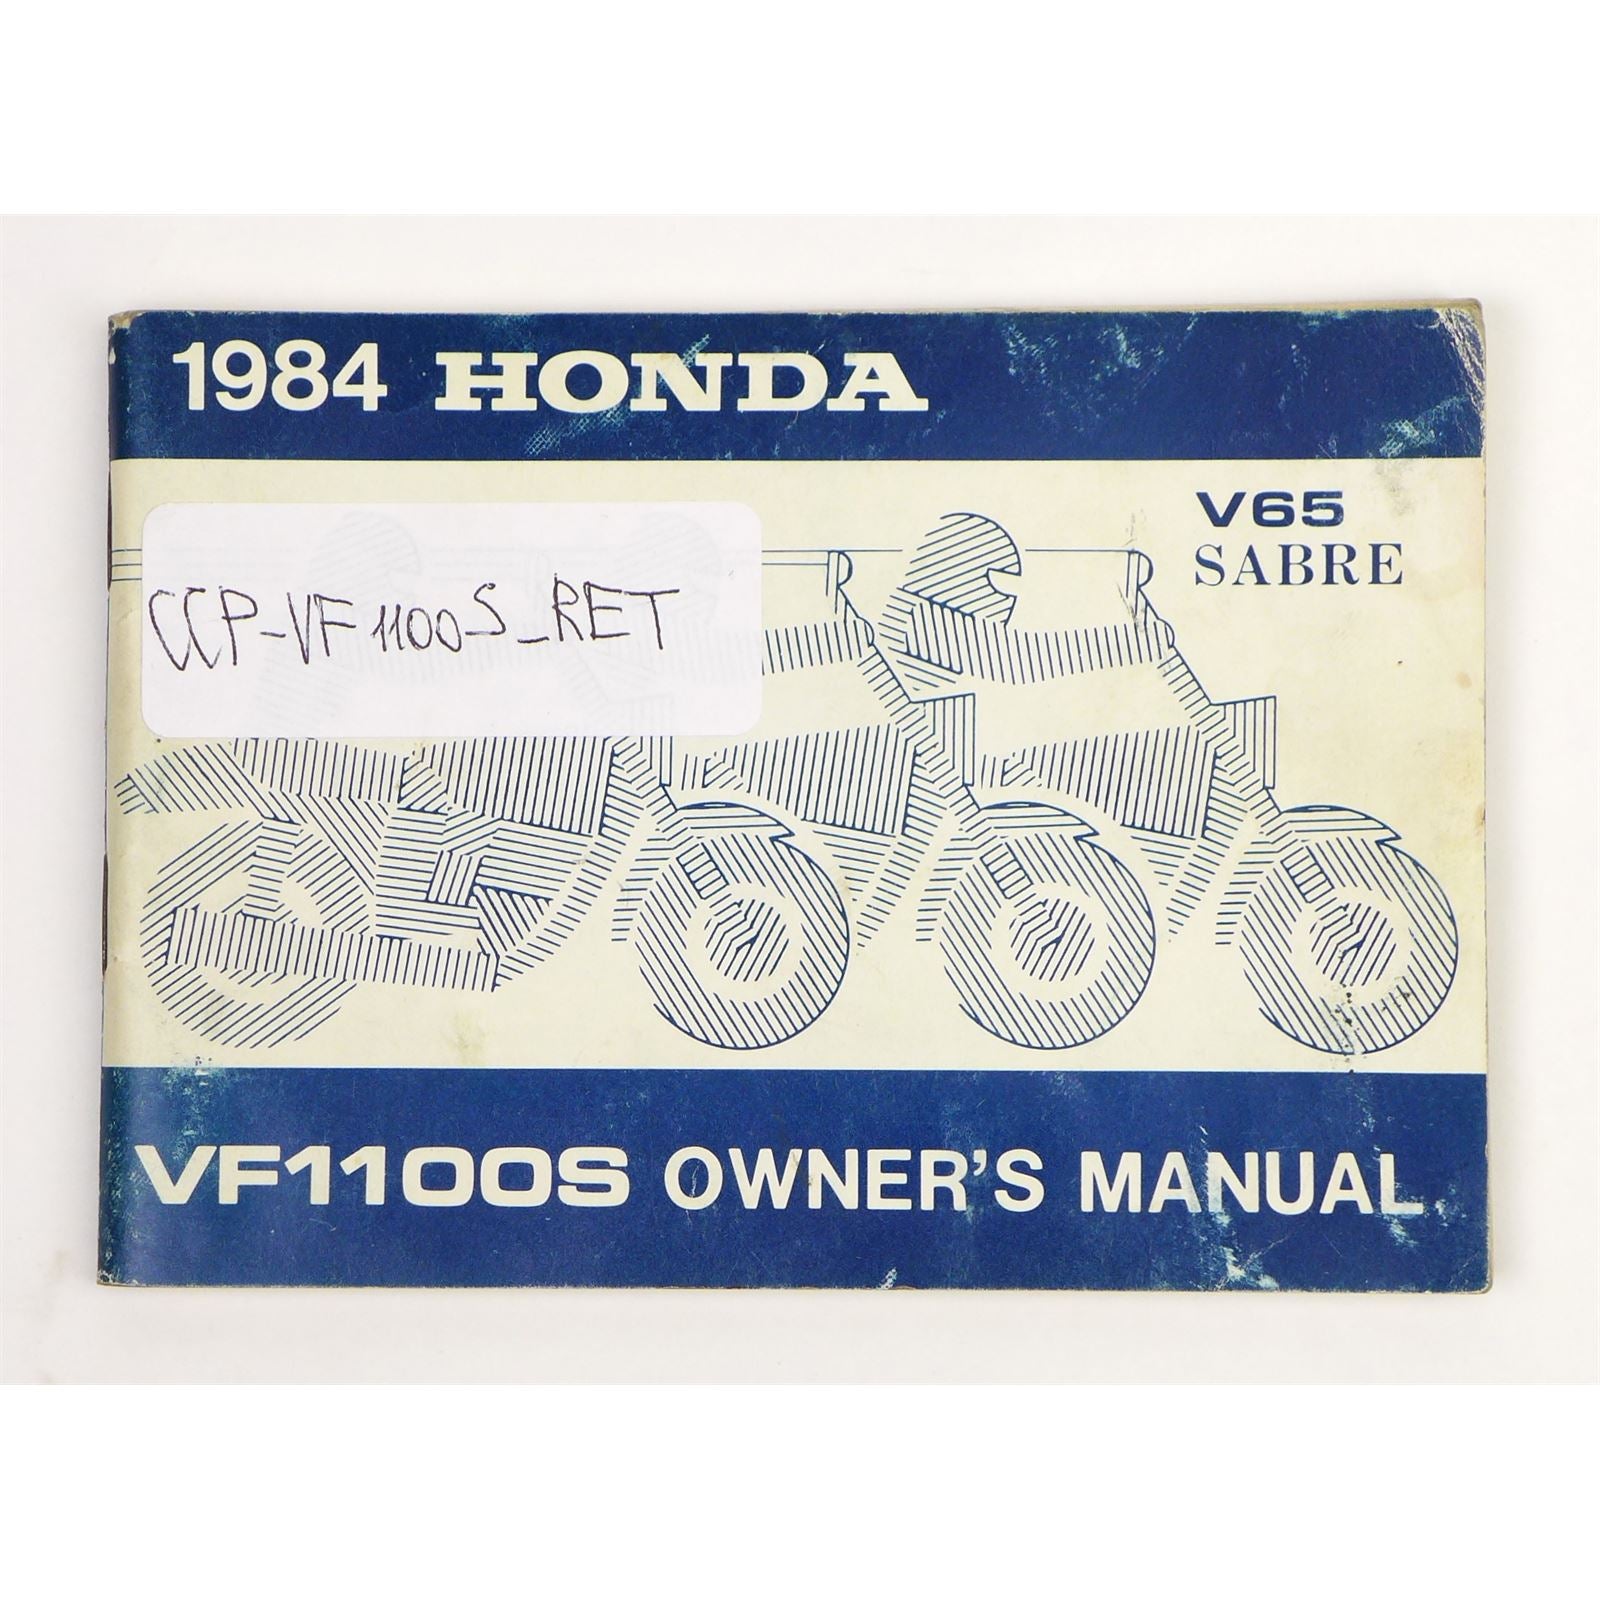 1984 HONDA
V65
SABRE
CCP-VF1100S_RET
VF1100S OWNER'S MANUAL